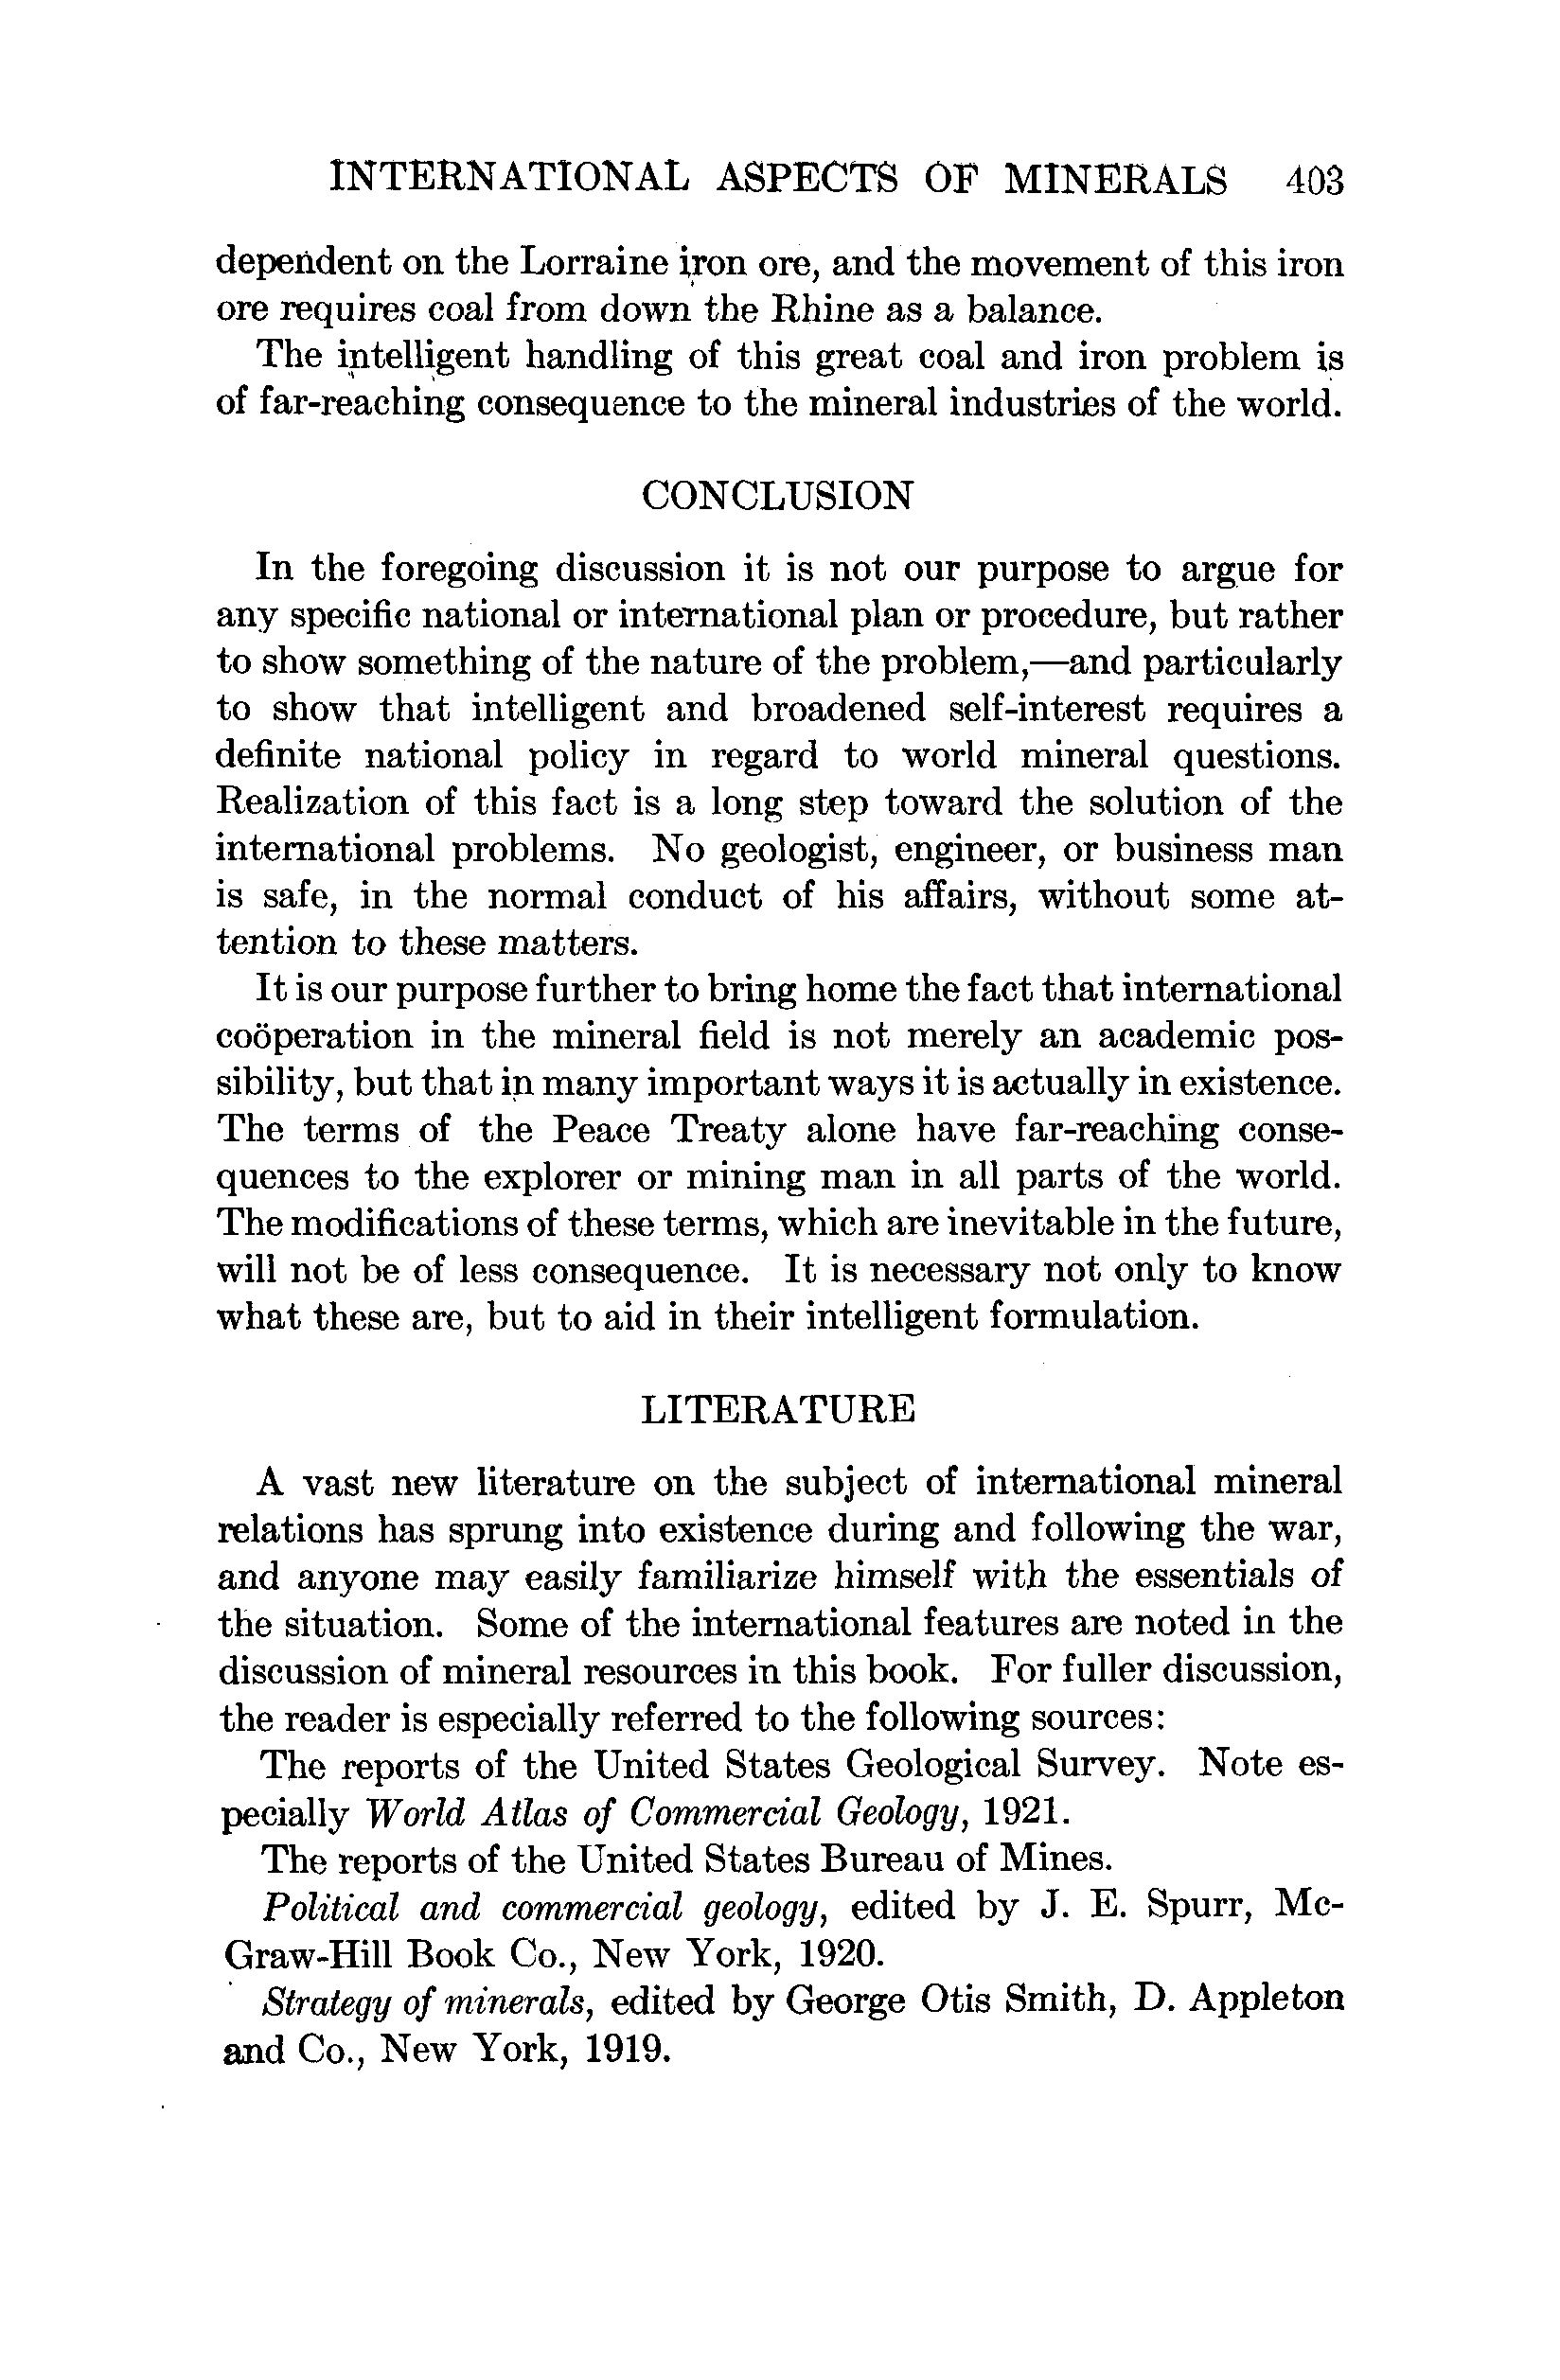 INTERNATIONAL ASPECTS OF MINERALS 403
dependent on the Lorraine iron ore, and the movement of this iron
ore requires coal from down the Rhine as a balance.
The intelligent handling of this great coal and iron problem is
of far-reaching consequence to the mineral industries of the world.
CONCLUSION
In the foregoing discussion it is not our purpose to argue for
any specific national or international plan or procedure, but rather
to show something of the nature of the problem,—and particularly
to show that intelligent and broadened self-interest requires a
definite national policy in regard to world mineral questions.
Realization of this fact is a long step toward the solution of the
international problems. No geologist, engineer, or business man
is safe, in the normal conduct of his affairs, without some at-
tention to these matters.
It is our purpose further to bring home the fact that international
coöperation in the mineral field is not merely an academic pos-
sibility, but that in many important ways it is actually in existence.
The terms of the Peace Treaty alone have far-reaching conse-
quences to the explorer or mining man in all parts of the world.
The modifications of these terms, which are inevitable in the future,
will not be of less consequence. It is necessary not only to know
what these are, but to aid in their intelligent formulation.
LITERATURE
A vast new literature on the subject of international mineral
relations has sprung into existence during and following the war,
and anyone may easily familiarize himself with the essentials of
the situation. Some of the international features are noted in the
discussion of mineral resources in this book. For fuller discussion,
the reader is especially referred to the following sources:
The reports of the United States Geological Survey. Note es-
pecially World Atlas of Commercial Geology, 1921.
The reports of the United States Bureau of Mines.
Political and commercial geology, edited by J. E. Spurr, Mc-
Graw-Hill Book Co., New York, 1920.
Strategy of minerals, edited by George Otis Smith, D. Appleton
and Co., New York, 1919.